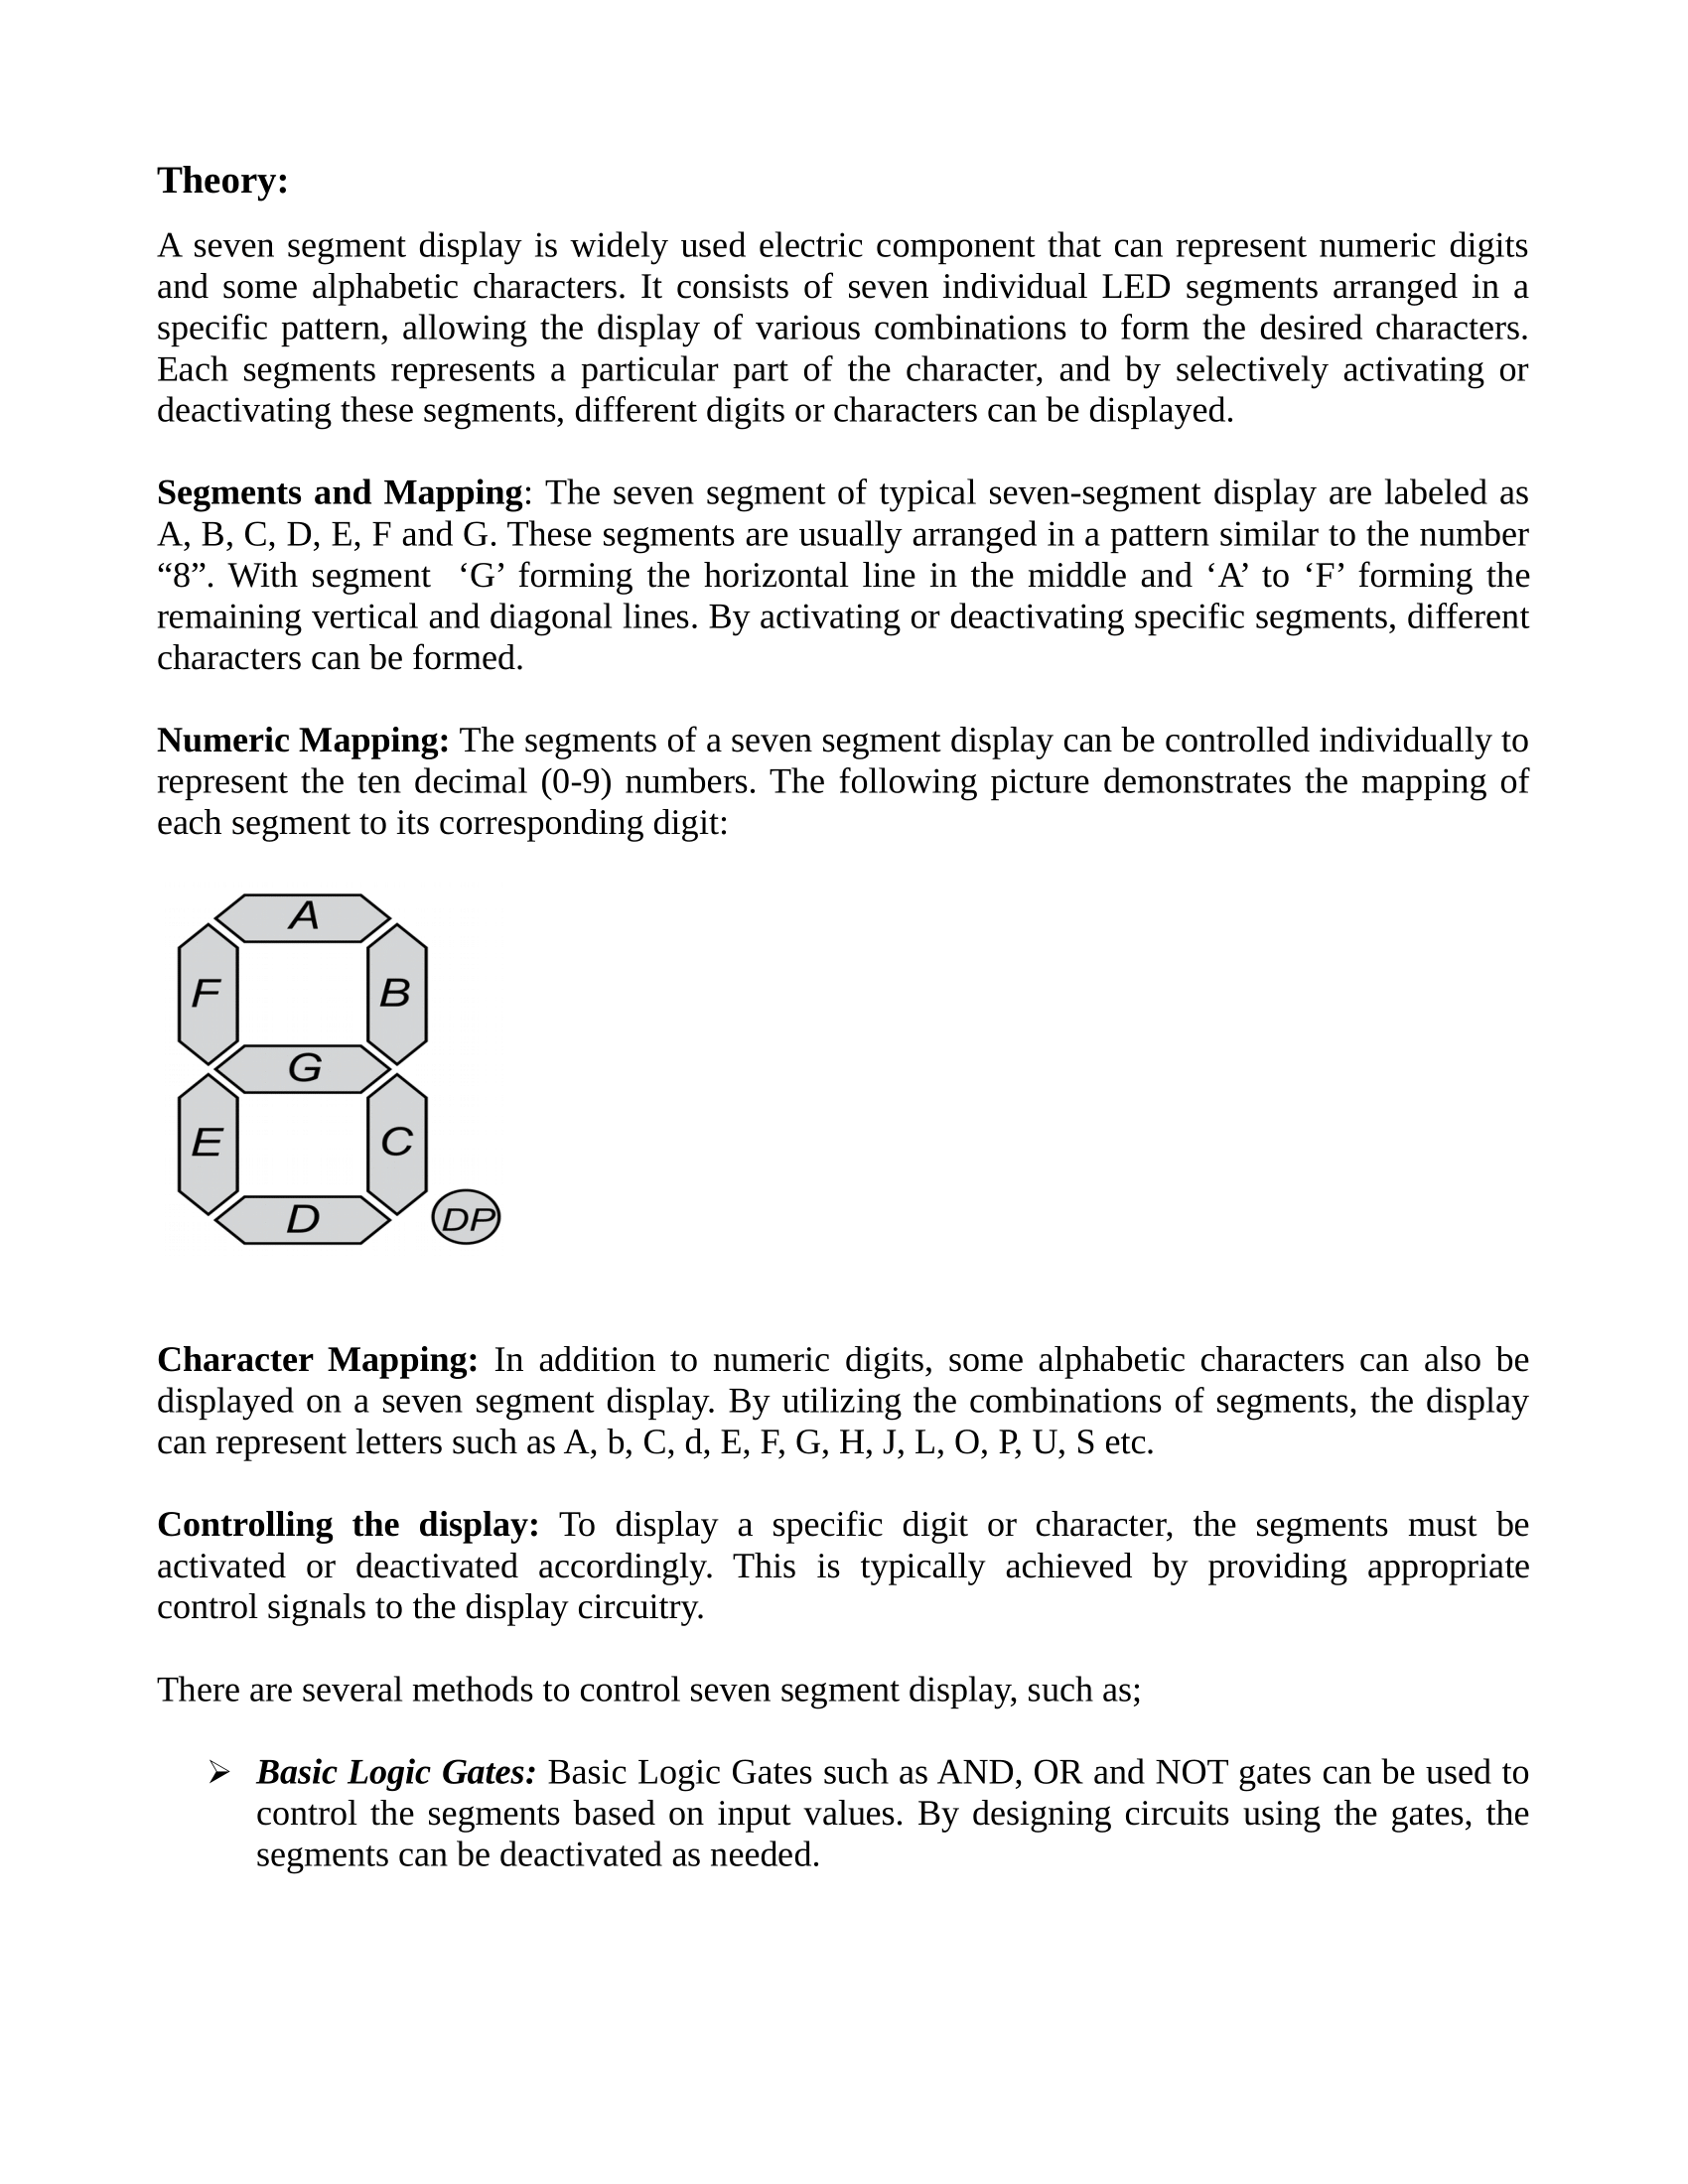 Theory:
A seven segment display is widely used electric component that can represent numeric digits
and some alphabetic characters. It consists of seven individual LED segments arranged in a
specific pattern, allowing the display of various combinations to form the desired characters.
Each segments represents a particular part of the character, and by selectively activating or
deactivating these segments, different digits or characters can be displayed.
Segments and Mapping: The seven segment of typical seven-segment display are labeled as
A, B, C, D, E, F and G. These segments are usually arranged in a pattern similar to the number
“8”. With segment  ‘G’ forming the horizontal line in the middle and ‘A’ to ‘F’ forming the
remaining vertical and diagonal lines. By activating or deactivating specific segments, different
characters can be formed.
Numeric Mapping: The segments of a seven segment display can be controlled individually to
represent the ten decimal (0-9) numbers. The following picture demonstrates the mapping of
each segment to its corresponding digit:
A
F B
G
E C
D DP
Character Mapping: In addition to numeric digits, some alphabetic characters can also be
displayed on a seven segment display. By utilizing the combinations of segments, the display
can represent letters such as A, b, C, d, E, F, G, H, J, L, O, P, U, S etc.
Controlling the display: To display a specific digit or character, the segments must be
activated or deactivated accordingly. This is typically achieved by providing appropriate
control signals to the display circuitry.
There are several methods to control seven segment display, such as;
➢ Basic Logic Gates: Basic Logic Gates such as AND, OR and NOT gates can be used to
control the segments based on input values. By designing circuits using the gates, the
segments can be deactivated as needed.